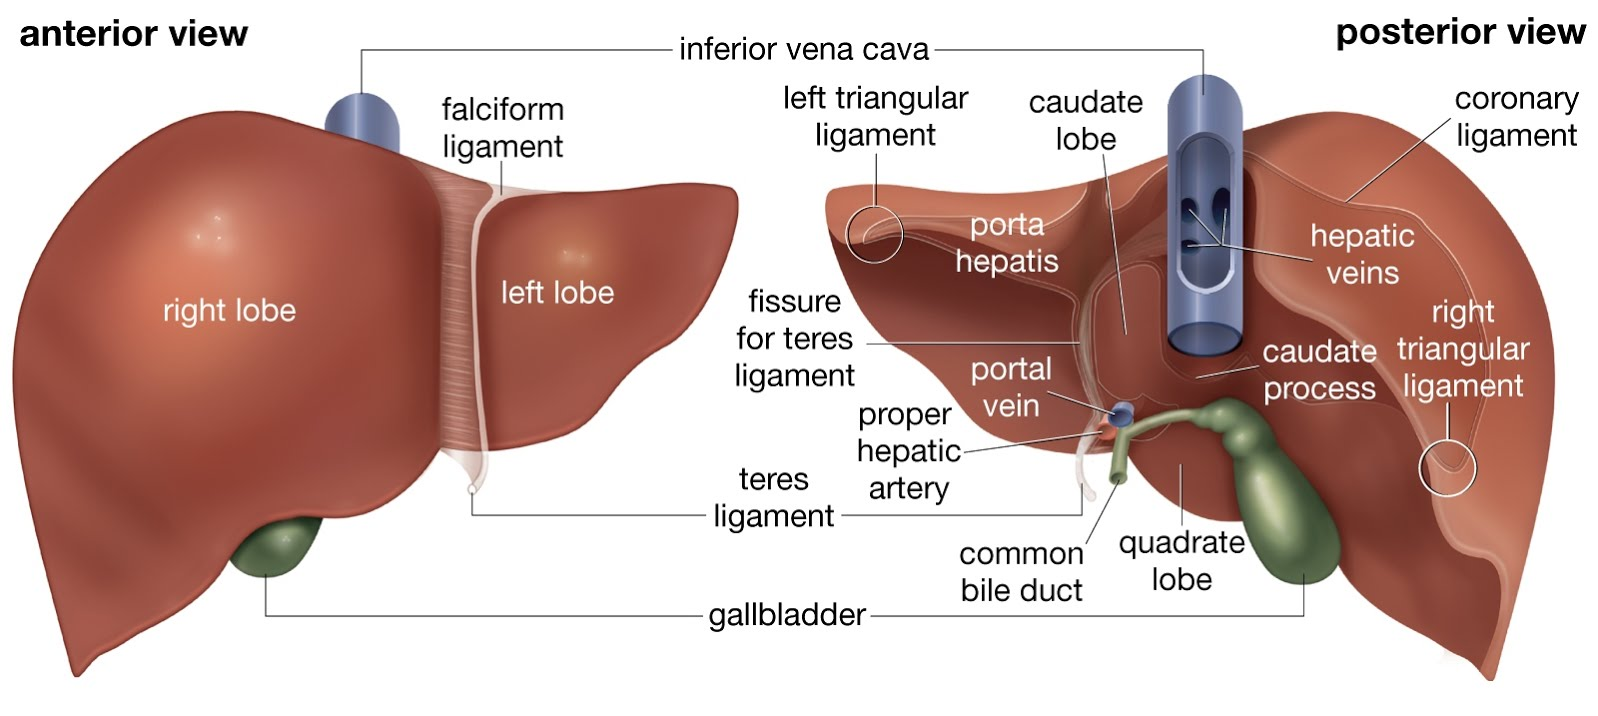 anterior view
posterior view
inferior vena cava
falciform
ligament
right lobe
left lobe
left triangular
ligament
caudate
lobe
coronary
ligament
porta
hepatis
hepatic
veins
fissure
for teres
ligament
right
triangular
ligament
caudate
process
portal
vein
proper
hepatic
artery
teres
ligament
common
bile duct
quadrate
lobe
gallbladder